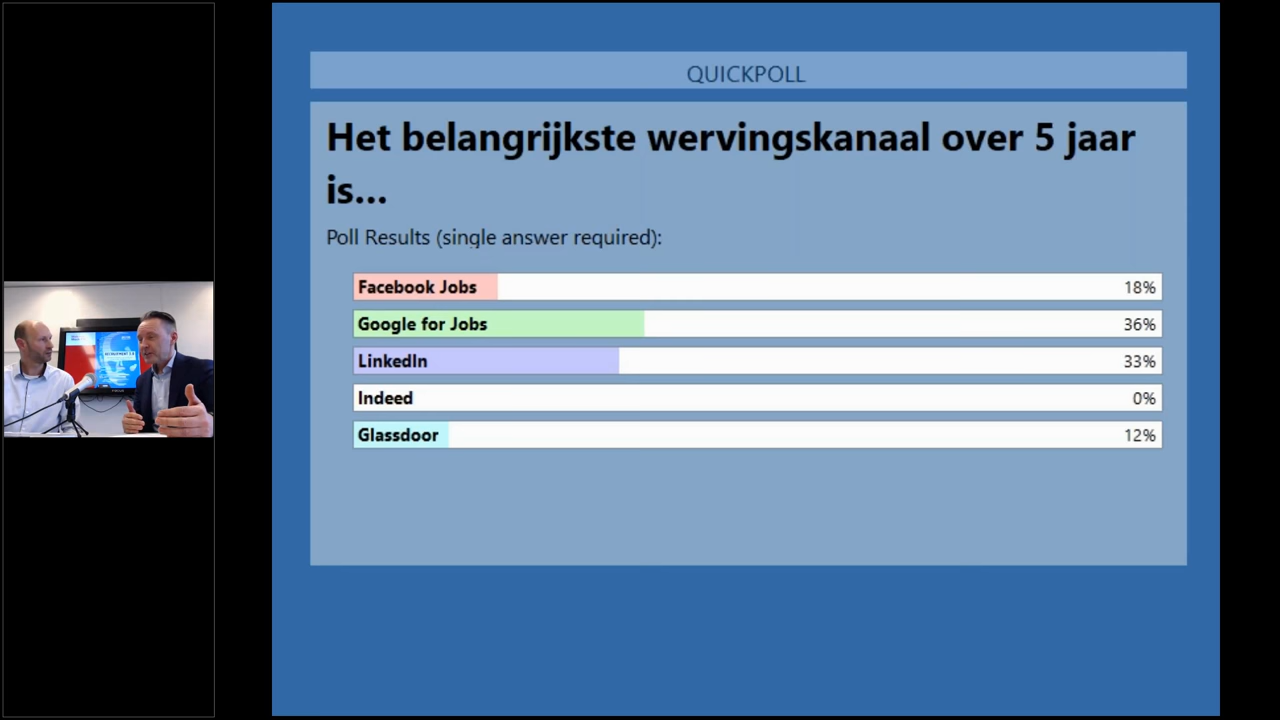 QUICKPOLL
Het belangrijkste wervingskanaal over 5 jaar
is...
Poll Results (single answer required):
Facebook Jobs 18%
Google for Jobs 36%
LinkedIn 33%
Indeed 0%
Glassdoor 12%